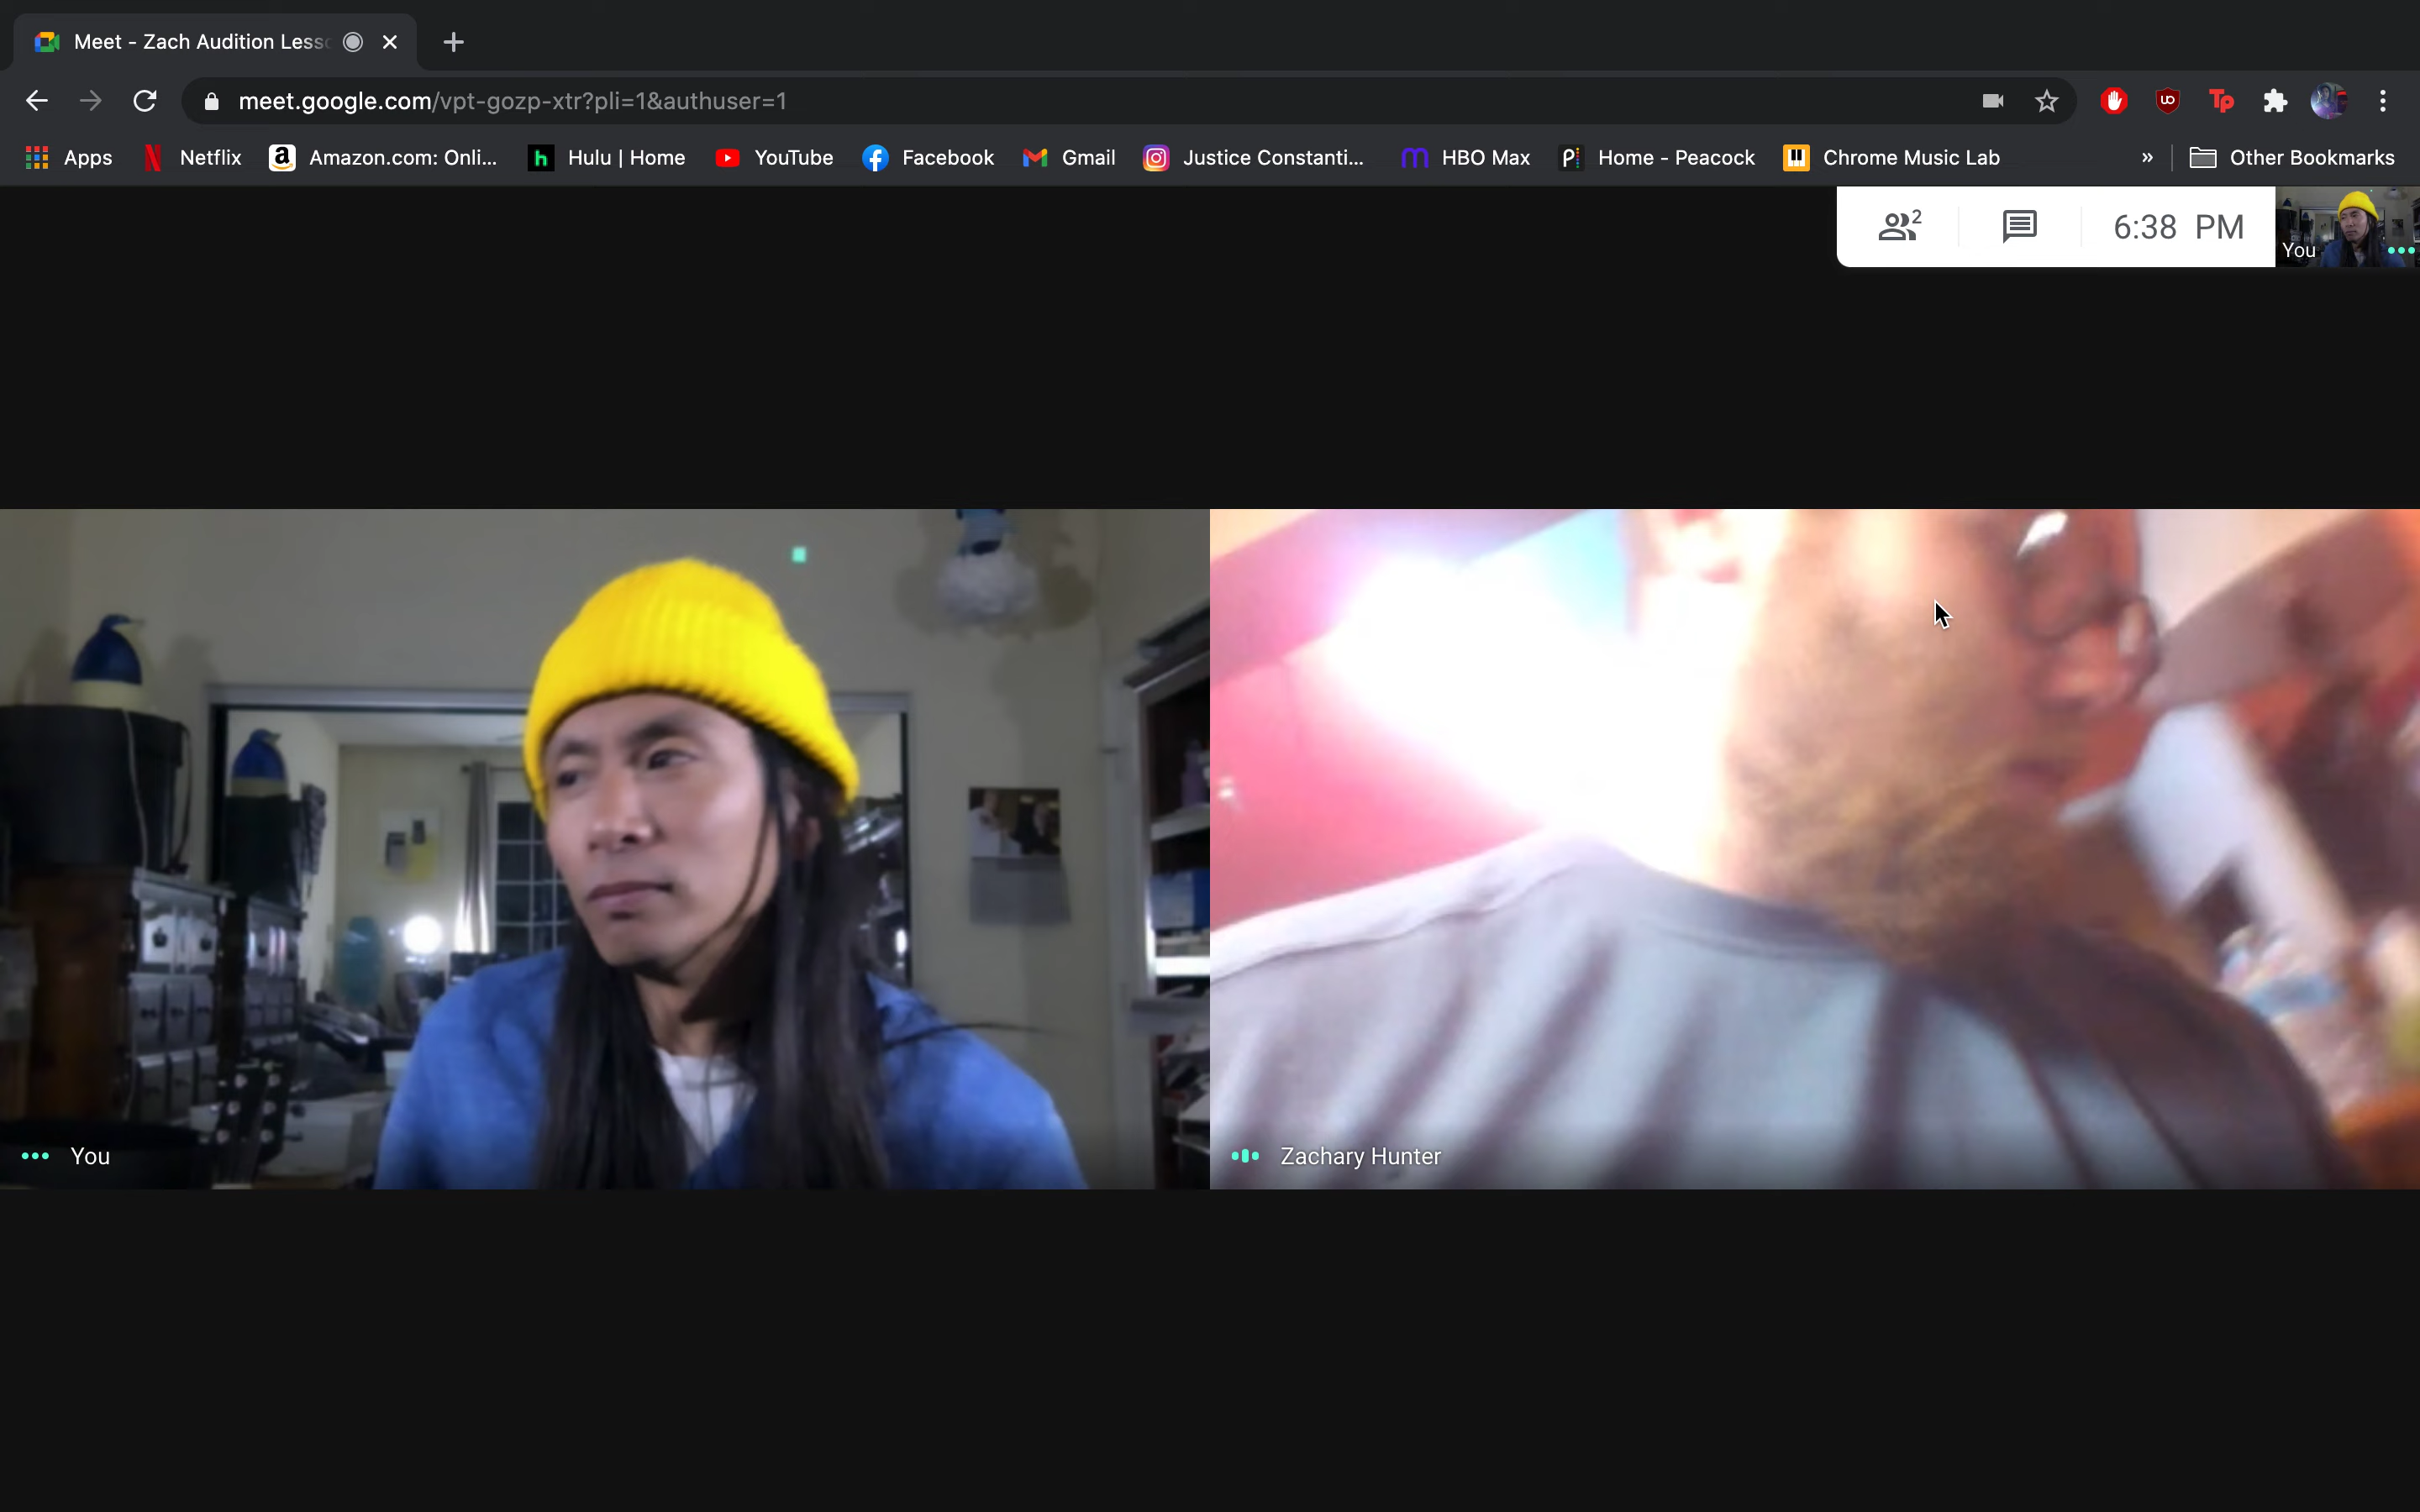 Meet - Zach Audition Lesso
meet.google.com/vpt-gozp-xtr?pli=1&authuser=1
Apps Netflix Amazon.com: Onli... Hulu | Home YouTube Facebook Gmail Justice Constanti... HBO Max Home - Peacock Chrome Music Lab » Other Bookmarks
2 6:38 PM You
You Zachary Hunter